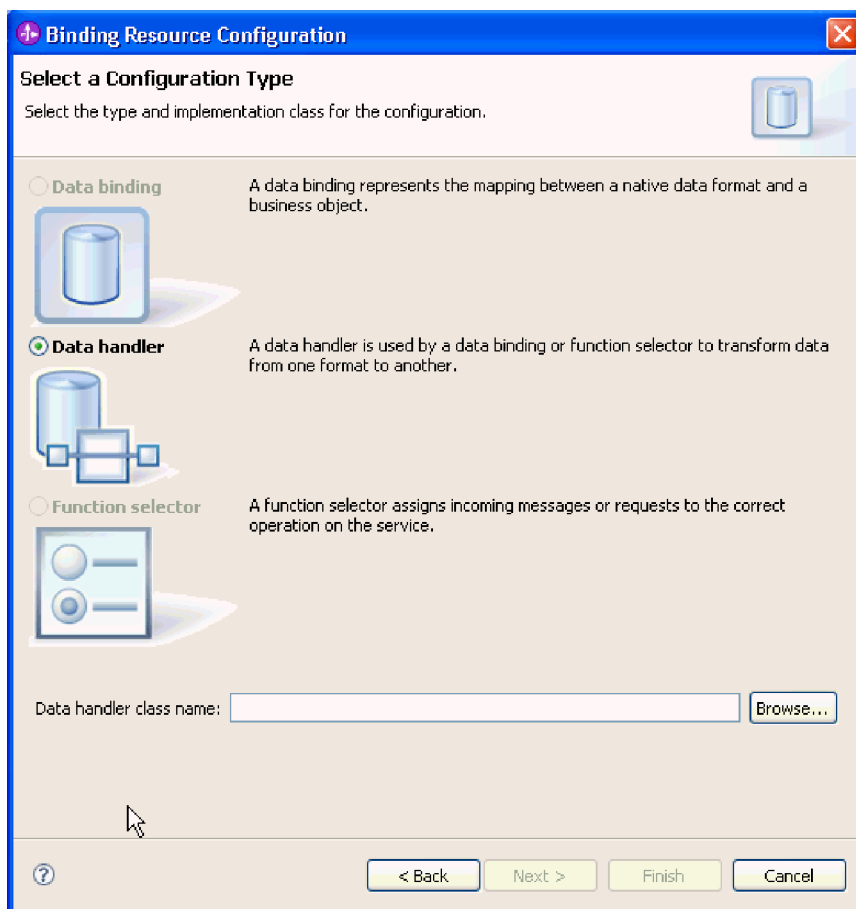 Binding Resource Configuration
Select a Configuration Type
Select the type and implementation class for the configuration.
Data binding
A data binding represents the mapping between a native data format and a
business object.
Data handler
A data handler is used by a data binding or function selector to transform data
from one format to another.
Function selector
A function selector assigns incoming messages or requests to the correct
operation on the service.
Data handler class name:
Browse...
?
< Back
Next >
Finish
Cancel